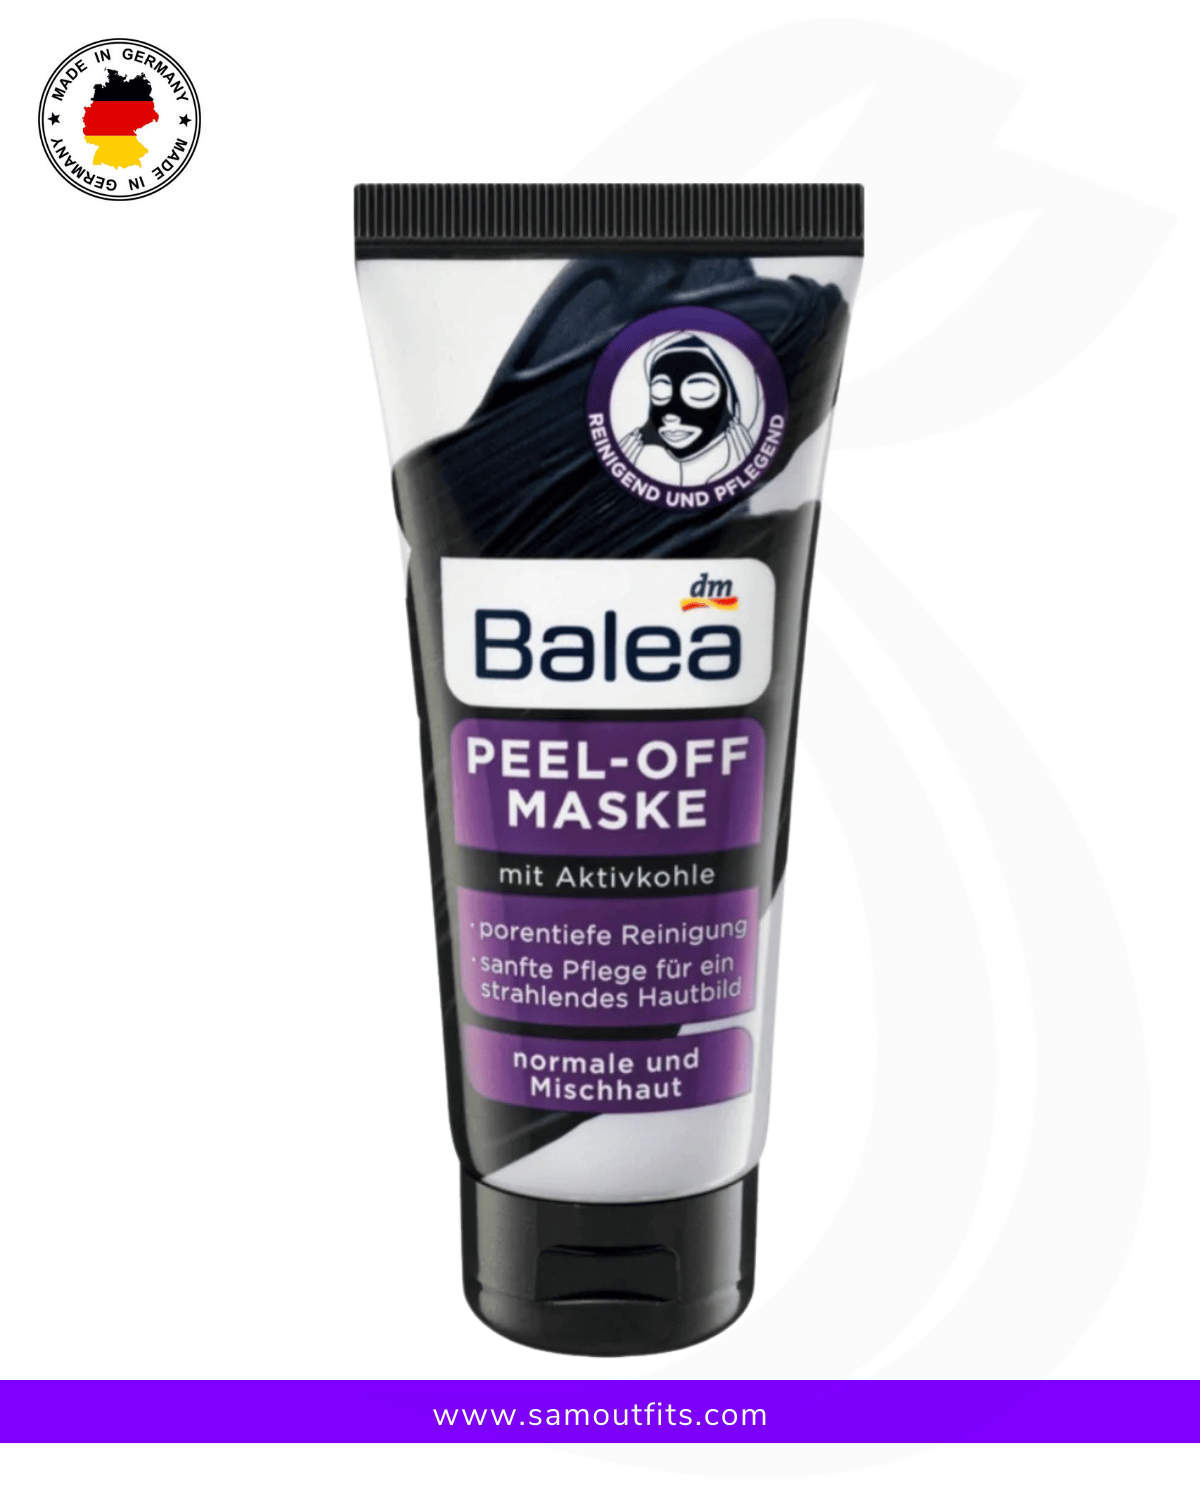 MADE IN GERMANY
MADE IN GERMANY
REINIGEND UND PFLEGEND
dm
Balea
PEEL-OFF
MASKE
mit Aktivkohle
· porentiefe Reinigung
· sanfte Pflege für ein
strahlendes Hautbild
normale und
Mischhaut
www.samoutfits.com